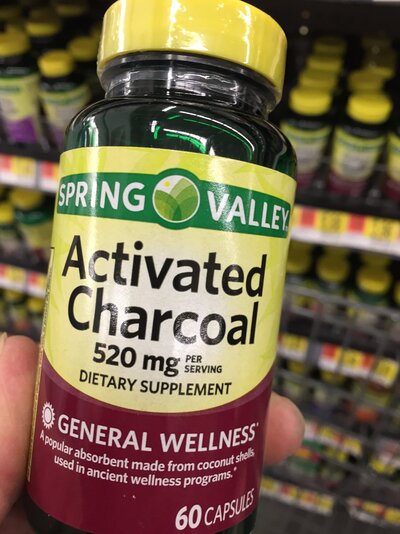 SPRING VALLEY
Activated
Charcoal
520 mg PER SERVING
DIETARY SUPPLEMENT
GENERAL WELLNESS*
A popular absorbent made from coconut shells,
used in ancient wellness programs.*
60 CAPSULES